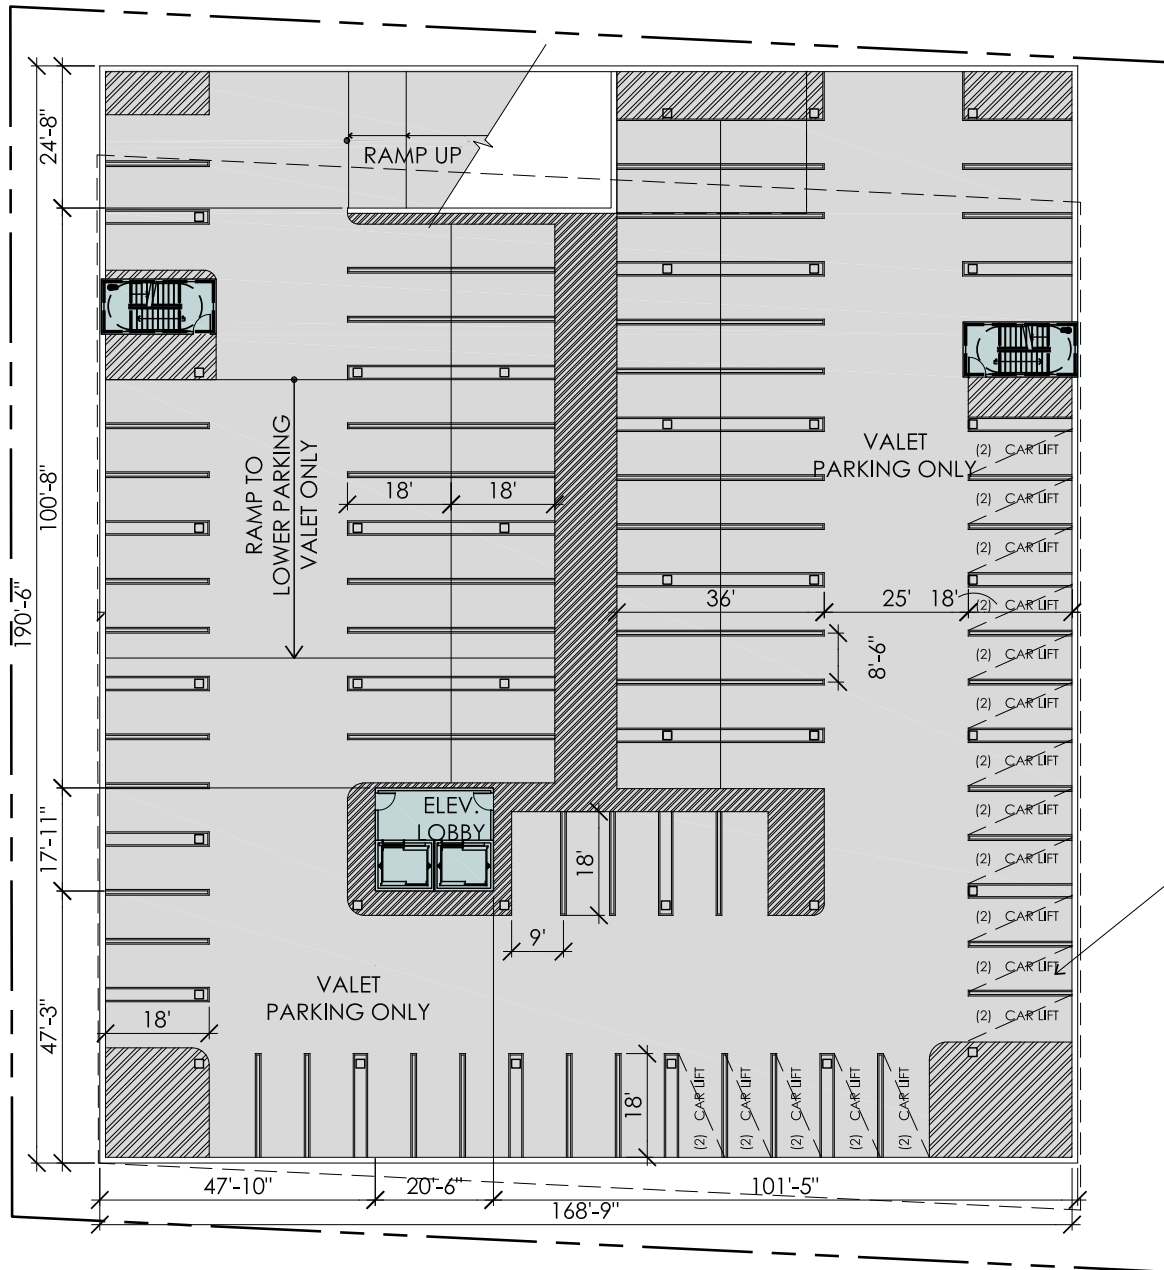 24'-8"
RAMP UP
100'-8"
190'-6"
RAMP TO
LOWER PARKING
VALET ONLY
18'
18'
VALET
PARKING ONLY
(2) CAR LIFT
(2) CAR LIFT
(2) CAR LIFT
(2) CAR LIFT
(2) CAR LIFT
(2) CAR LIFT
(2) CAR LIFT
(2) CAR LIFT
(2) CAR LIFT
(2) CAR LIFT
(2) CAR LIFT
(2) CAR LIFT
36'
25'
18'
8'-6"
ELEV.
LOBBY
17'-11"
18'
9'
VALET
PARKING ONLY
47'-3"
18'
18'
(2) CAR LIFT
(2) CAR LIFT
(2) CAR LIFT
(2) CAR LIFT
(2) CAR LIFT
47'-10"
20'-6"
101'-5"
168'-9"